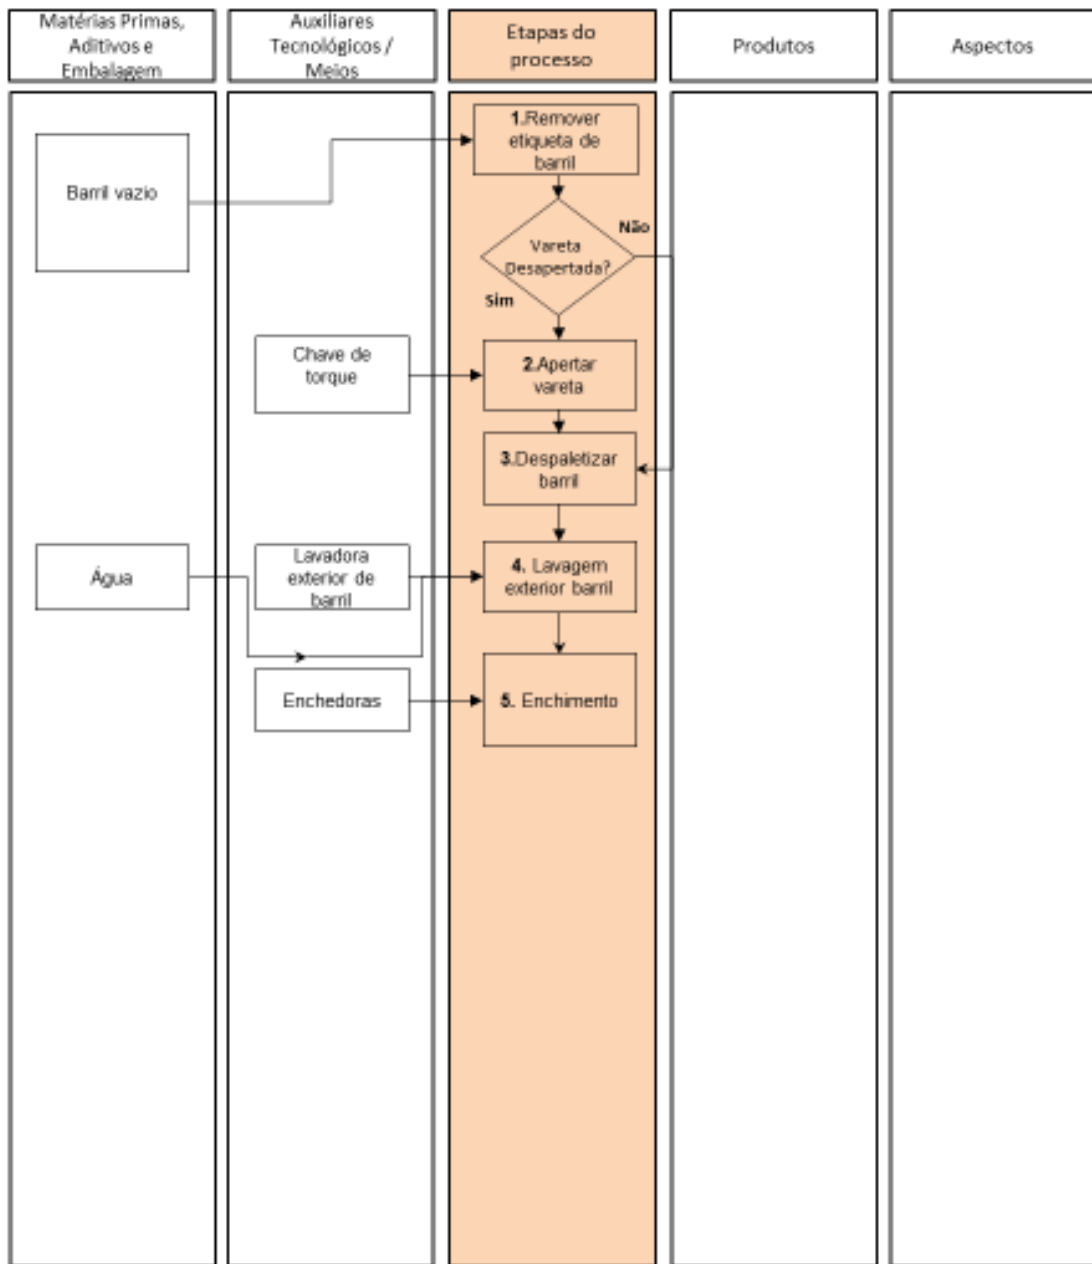 Matérias Primas,
Aditivos e
Embalagem
Auxiliares
Tecnológicos /
Meios
Etapas do
processo
Produtos
Aspectos
1.Remover
etiqueta de
barril
Barril vazio
Não
Vareta
Desapertada?
Sim
Chave de
torque
2.Apertar
vareta
3.Despaletizar
barril
Água
Lavadora
exterior de
barril
4. Lavagem
exterior barril
Enchedoras
5. Enchimento